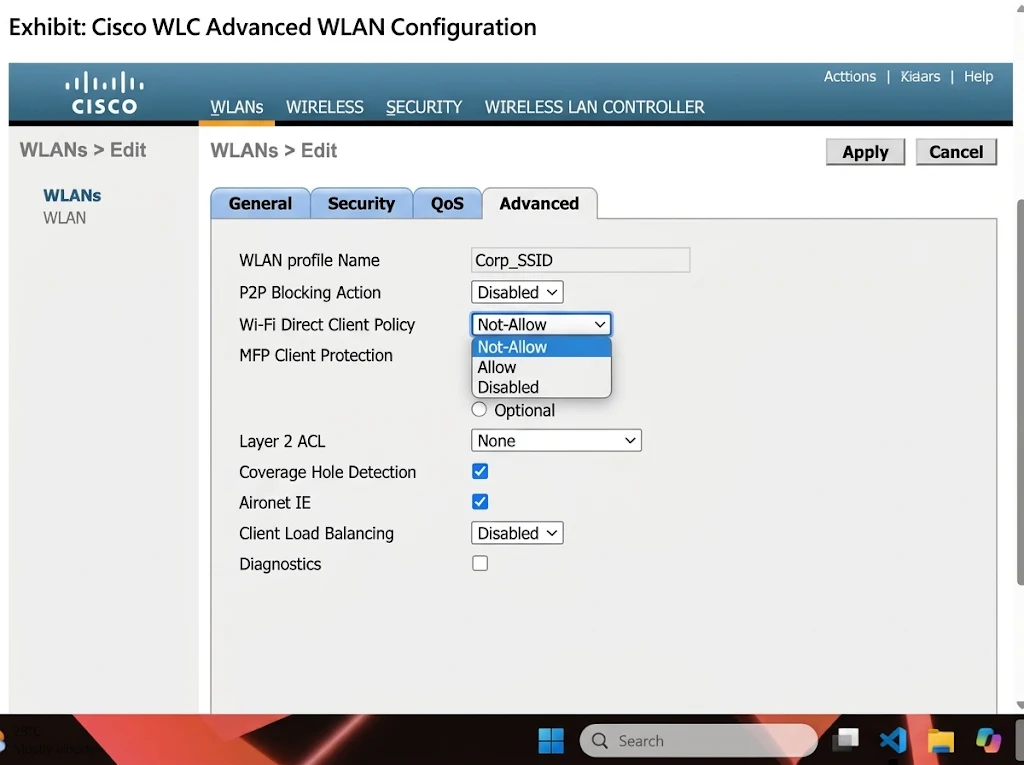 Exhibit: Cisco WLC Advanced WLAN Configuration
Acttions | Kiaars | Help
CISCO
WLANs WIRELESS SECURITY WIRELESS LAN CONTROLLER
WLANs > Edit
WLANs > Edit
Apply Cancel
WLANs
WLAN
General Security QoS Advanced
WLAN profile Name Corp_SSID
P2P Blocking Action Disabled
Wi-Fi Direct Client Policy Not-Allow
Not-Allow
MFP Client Protection
Allow
Disabled
Optional
Layer 2 ACL None
Coverage Hole Detection
Aironet IE
Client Load Balancing Disabled
Diagnostics
Search